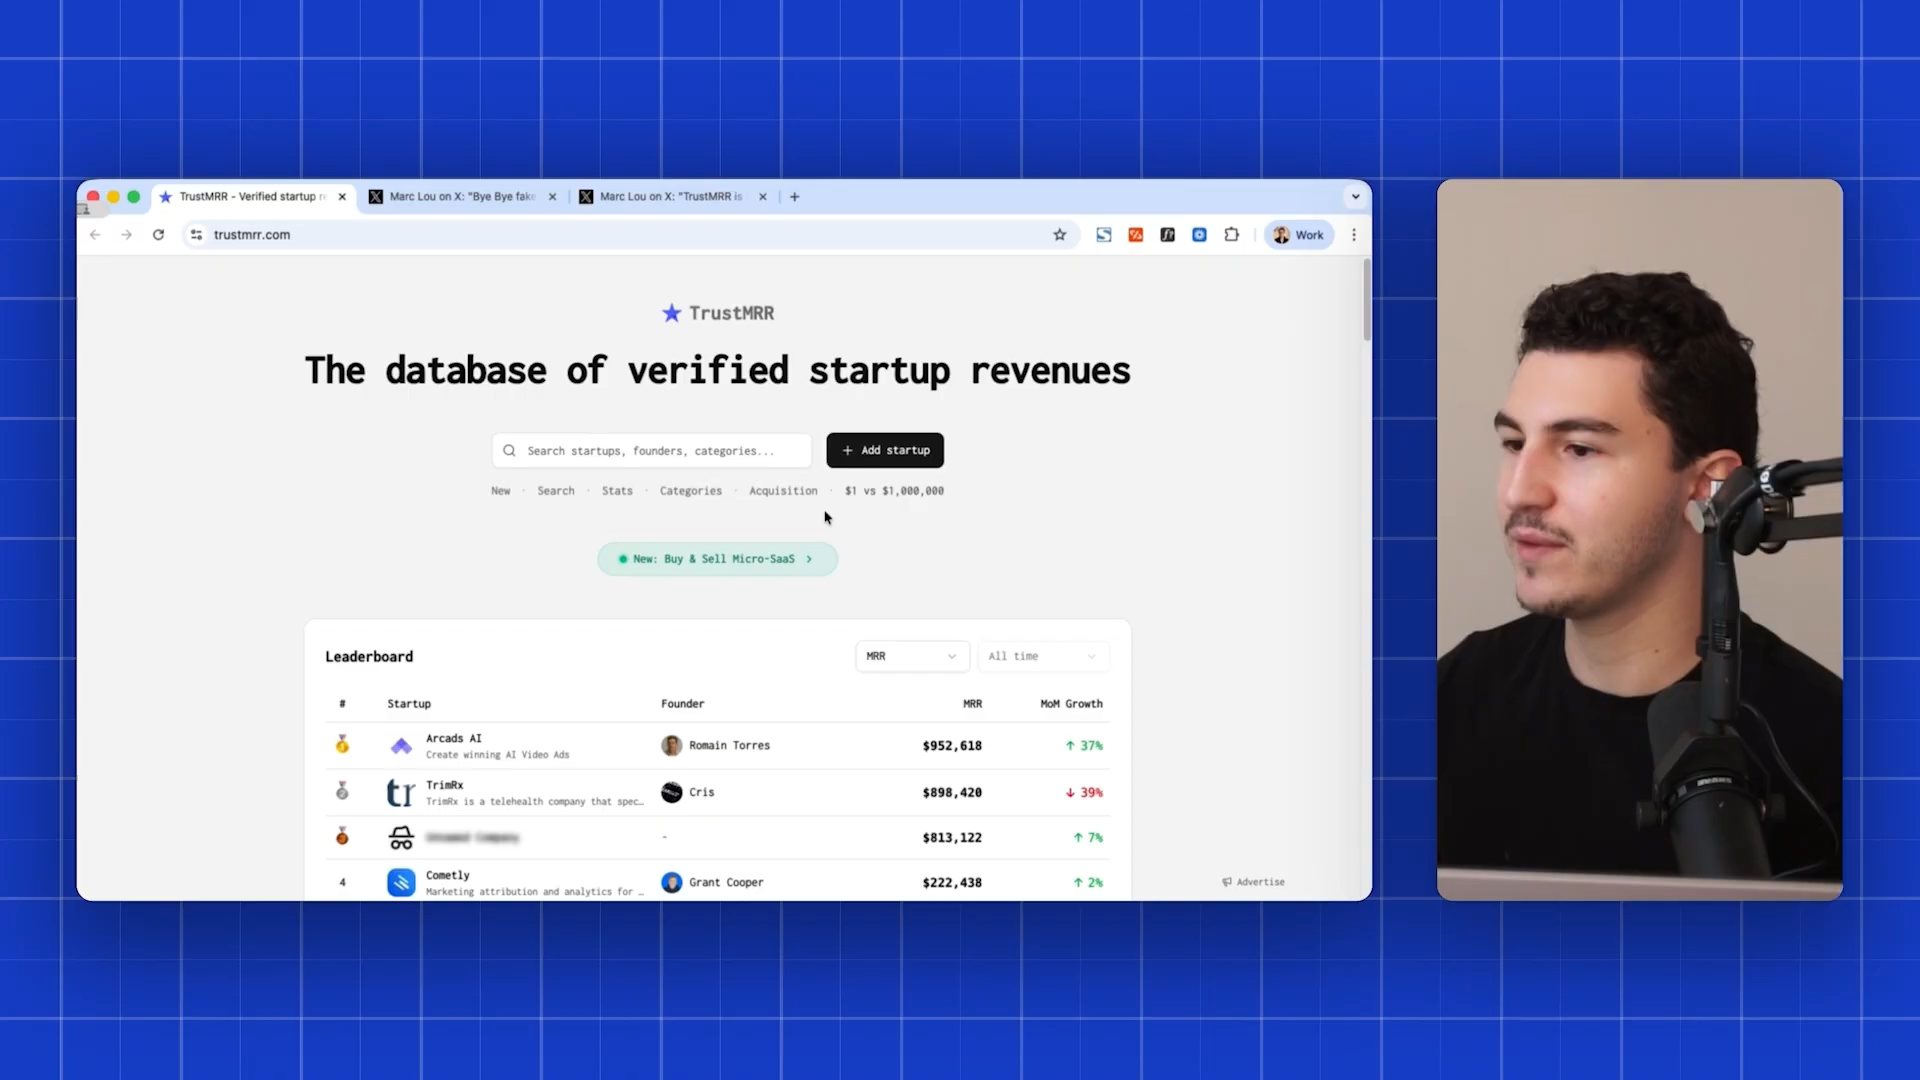 TrustMRR - Verified startup r
Marc Lou on X: "Bye Bye fake
Marc Lou on X: "TrustMRR is
trustmrr.com
Work
TrustMRR
The database of verified startup revenues
Search startups, founders, categories...
+ Add startup
New · Search · Stats · Categories · Acquisition · $1 vs $1,000,000
New: Buy & Sell Micro-SaaS >
Leaderboard
MRR
All time
# Startup Founder MRR MoM Growth
Arcads AI
Create winning AI Video Ads
Romain Torres $952,618 ↑ 37%
TrimRx
TrimRx is a telehealth company that spec…
Cris $898,420 ↓ 39%
- $813,122 ↑ 7%
4
Cometly
Marketing attribution and analytics for …
Grant Cooper $222,438 ↑ 2%
Advertise